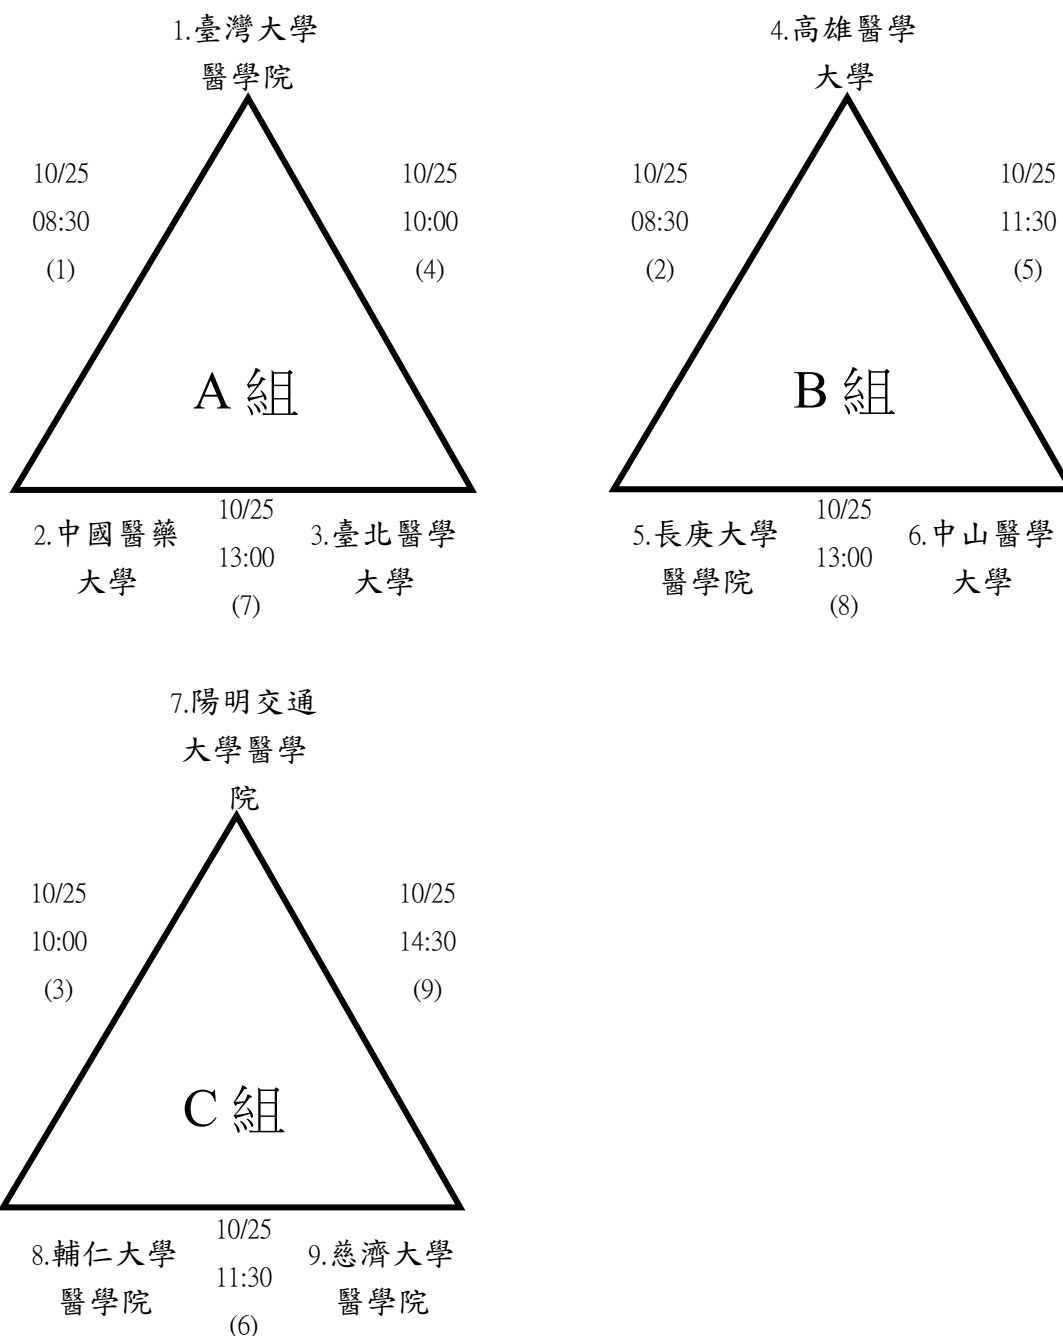 1.臺灣大學
醫學院
10/25
08:30
(1)
10/25
10:00
(4)
A 組
2.中國醫藥
大學
10/25
13:00
(7)
3.臺北醫學
大學
4.高雄醫學
大學
10/25
08:30
(2)
10/25
11:30
(5)
B 組
5.長庚大學
醫學院
10/25
13:00
(8)
6.中山醫學
大學
7.陽明交通
大學醫學
院
10/25
10:00
(3)
10/25
14:30
(9)
C 組
8.輔仁大學
醫學院
10/25
11:30
(6)
9.慈濟大學
醫學院